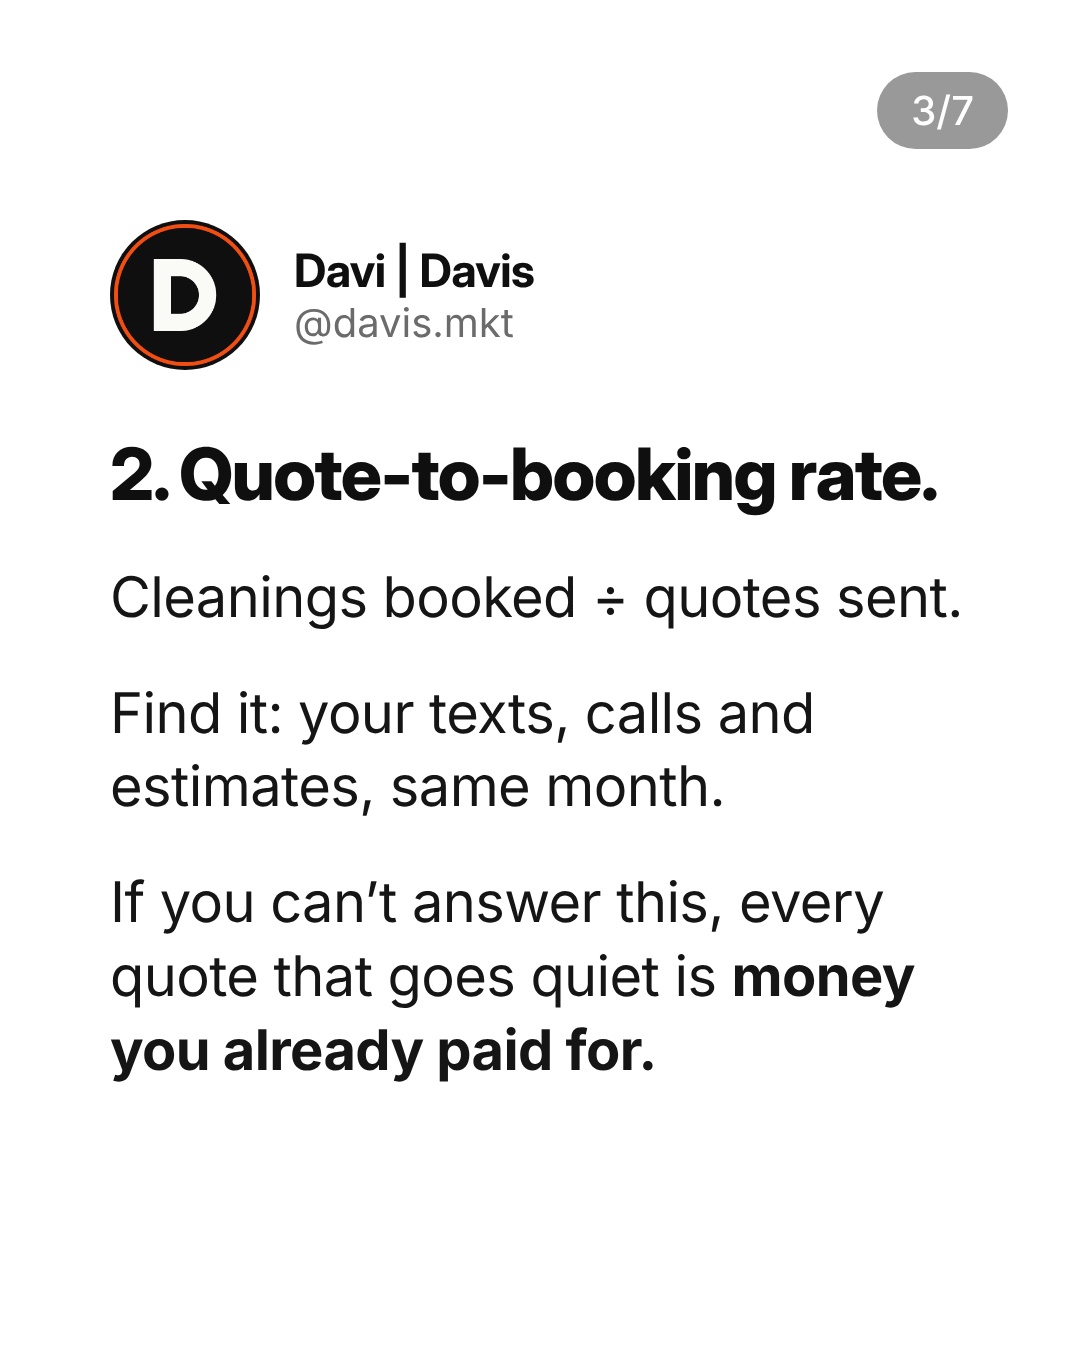 3/7
D
Davi | Davis
@davis.mkt
2. Quote-to-booking rate.
Cleanings booked ÷ quotes sent.
Find it: your texts, calls and
estimates, same month.
If you can’t answer this, every
quote that goes quiet is money
you already paid for.